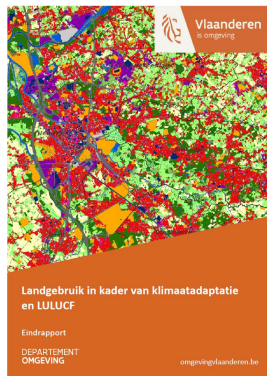 Vlaanderen
is omgeving
Landgebruik in kader van klimaatadaptatie
en LULUCF
Eindrapport
DEPARTEMENT
OMGEVING
omgevingvlaanderen.be